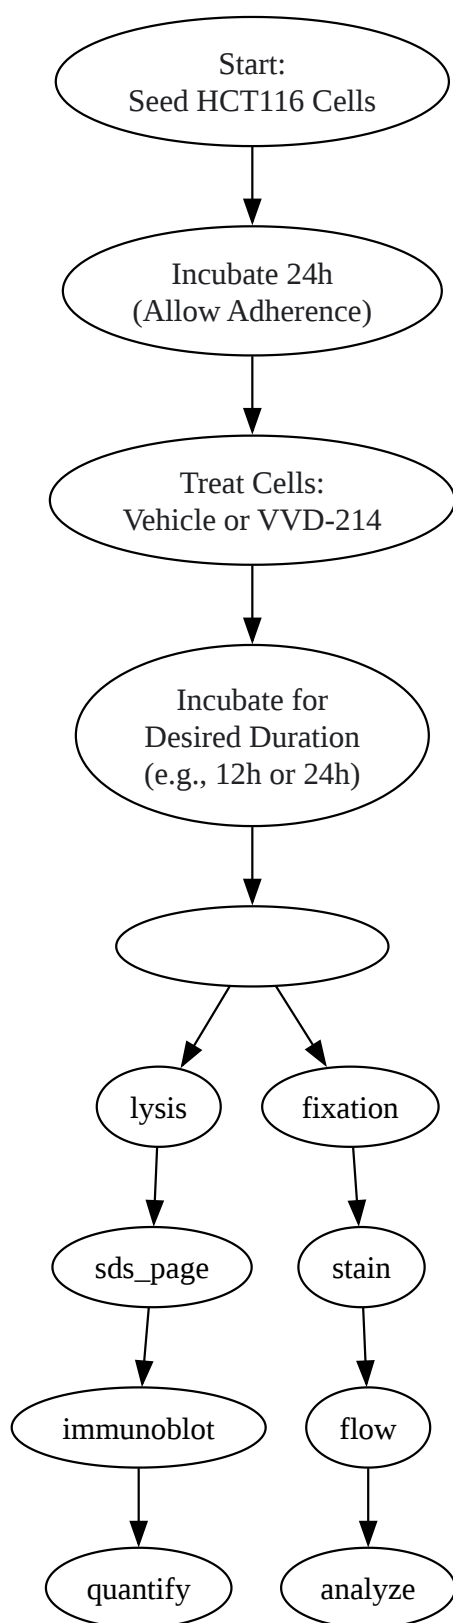 Start:
Seed HCT116 Cells
Incubate 24h
(Allow Adherence)
Treat Cells:
Vehicle or VVD-214
Incubate for
Desired Duration
(e.g., 12h or 24h)
lysis
fixation
sds_page
stain
immunoblot
flow
quantify
analyze